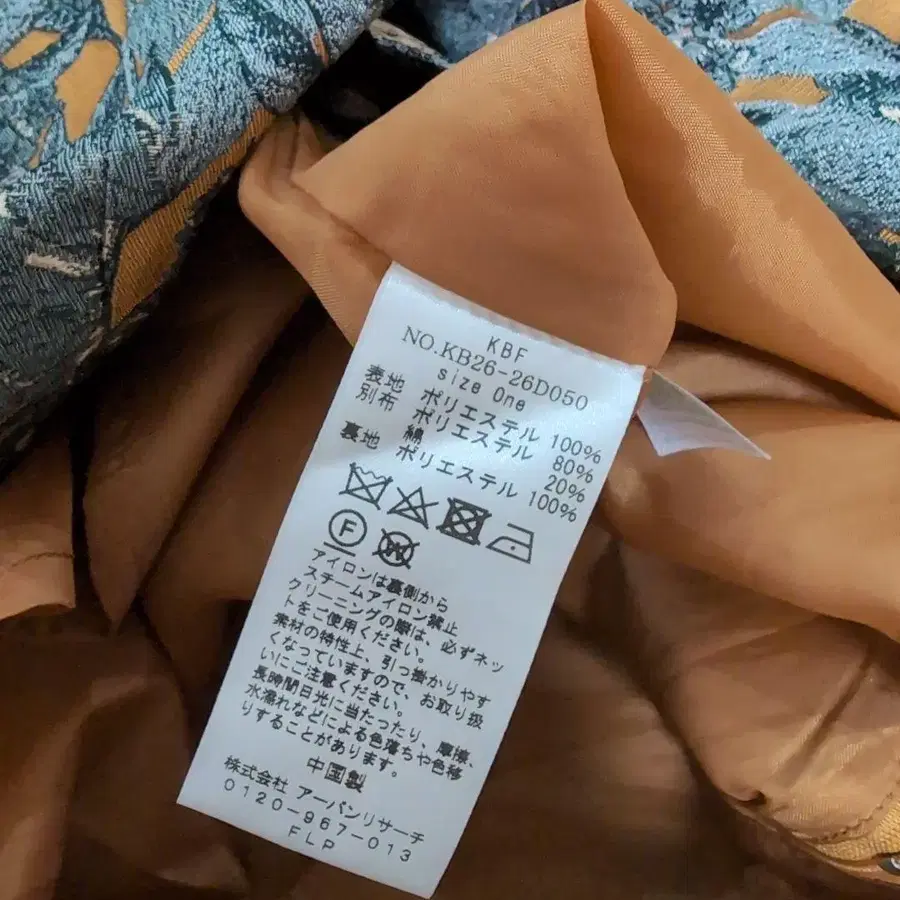 KBF
NO.KB26-26D050
size One
表地 ポリエステル 100%
別布 ポリエステル 80%
綿 20%
裏地 ポリエステル 100%
F
W
アイロンは裏側から
スチームアイロン禁止
クリーニングの際は、必ずネッ
トをご使用ください。
素材の特性上、引っ掛かりやす
くなっていますので、お取り扱
いにご注意ください。
長時間日光に当たったり、摩擦、
水濡れなどによる色落ちや色移
りすることがあります。
中国製
株式会社 アーバンリサーチ
0120-967-013
FLP